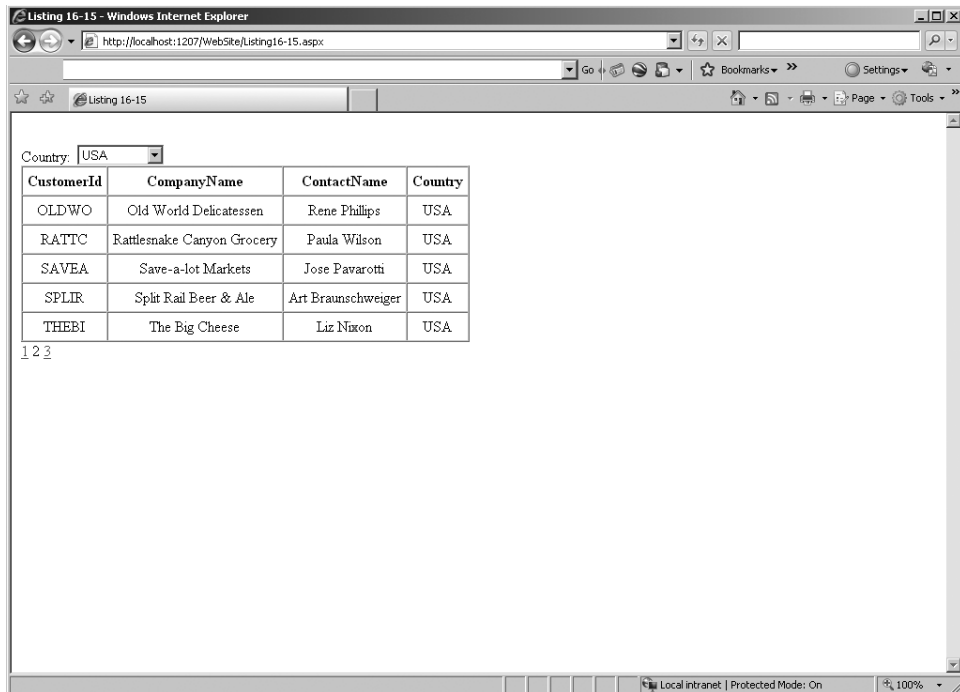 Listing 16-15 - Windows Internet Explorer
http://localhost:1207/WebSite/Listing16-15.aspx
Go Bookmarks Settings
Listing 16-15 Page Tools
Country: USA
CustomerId CompanyName ContactName Country
OLDWO Old World Delicatessen Rene Phillips USA
RATTC Rattlesnake Canyon Grocery Paula Wilson USA
SAVEA Save-a-lot Markets Jose Pavarotti USA
SPLIR Split Rail Beer & Ale Art Braunschweiger USA
THEBI The Big Cheese Liz Nixon USA
1 2 3
Local intranet | Protected Mode: On 100%